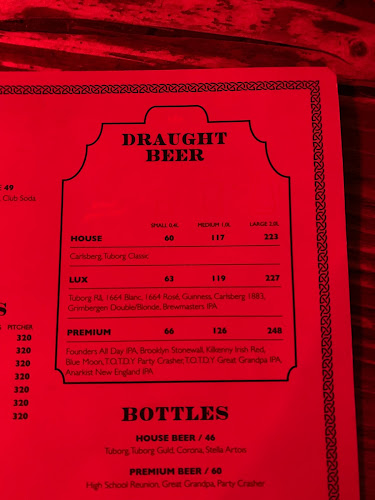 DRAUGHT
BEER
SMALL 0,4L MEDIUM 1,0L LARGE 2,0L
HOUSE 60 117 223
Carlsberg, Tuborg Classic
LUX 63 119 227
Tuborg Rå, 1664 Blanc, 1664 Rosé, Guinness, Carlsberg 1883,
Grimbergen Double/Blonde, Brewmasters IPA
PREMIUM 66 126 248
Founders All Day IPA, Brooklyn Stonewall, Kilkenny Irish Red,
Blue Moon, T.O.T.D.Y Party Crasher, T.O.T.D.Y Great Grandpa IPA,
Anarkist New England IPA
BOTTLES
HOUSE BEER / 46
Tuborg, Tuborg Guld, Corona, Stella Arton
PREMIUM BEER / 60
High School Reunion, Great Grandpa, Party Crasher
49
Club Soda
S
PITCHER
320
320
320
320
320
320
320